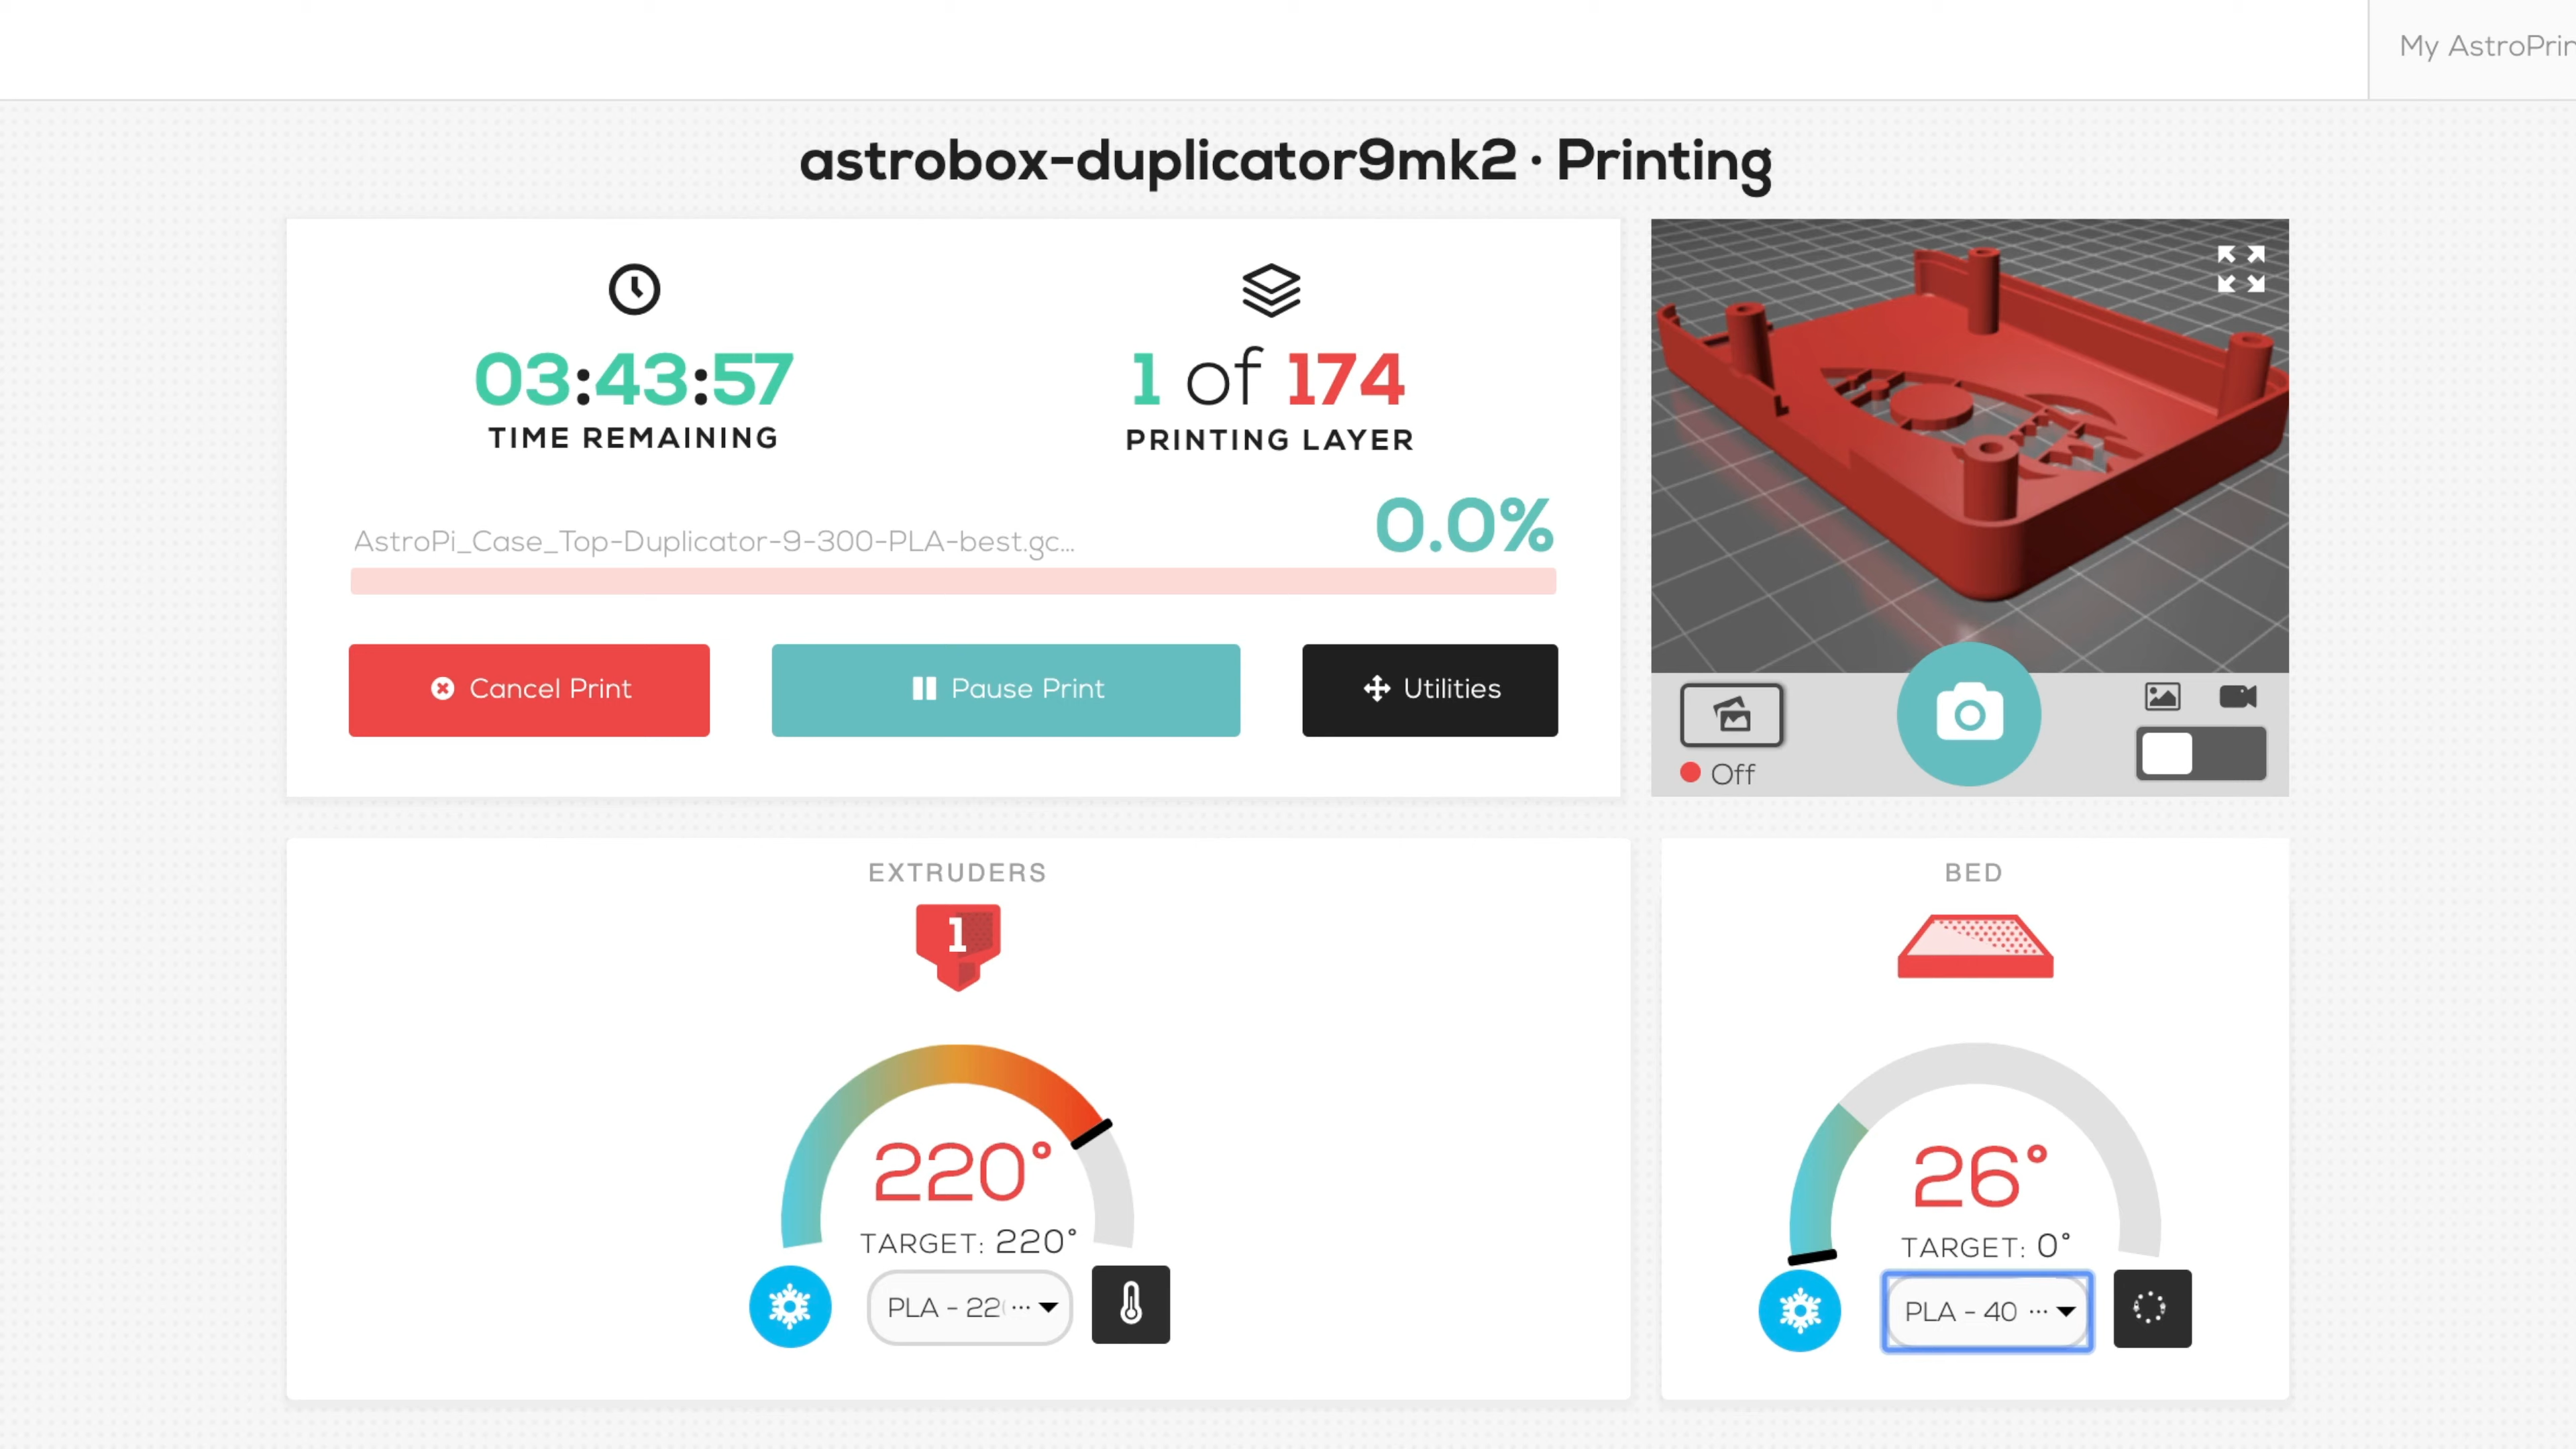 My AstroPrin
astrobox-duplicator9mk2 · Printing
03:43:57
TIME REMAINING
1 of 174
PRINTING LAYER
AstroPi_Case_Top-Duplicator-9-300-PLA-best.gc...
0.0%
Cancel Print
Pause Print
Utilities
Off
EXTRUDERS
1
220°
TARGET: 220°
PLA - 22 ...
BED
26°
TARGET: 0°
PLA - 40 ...